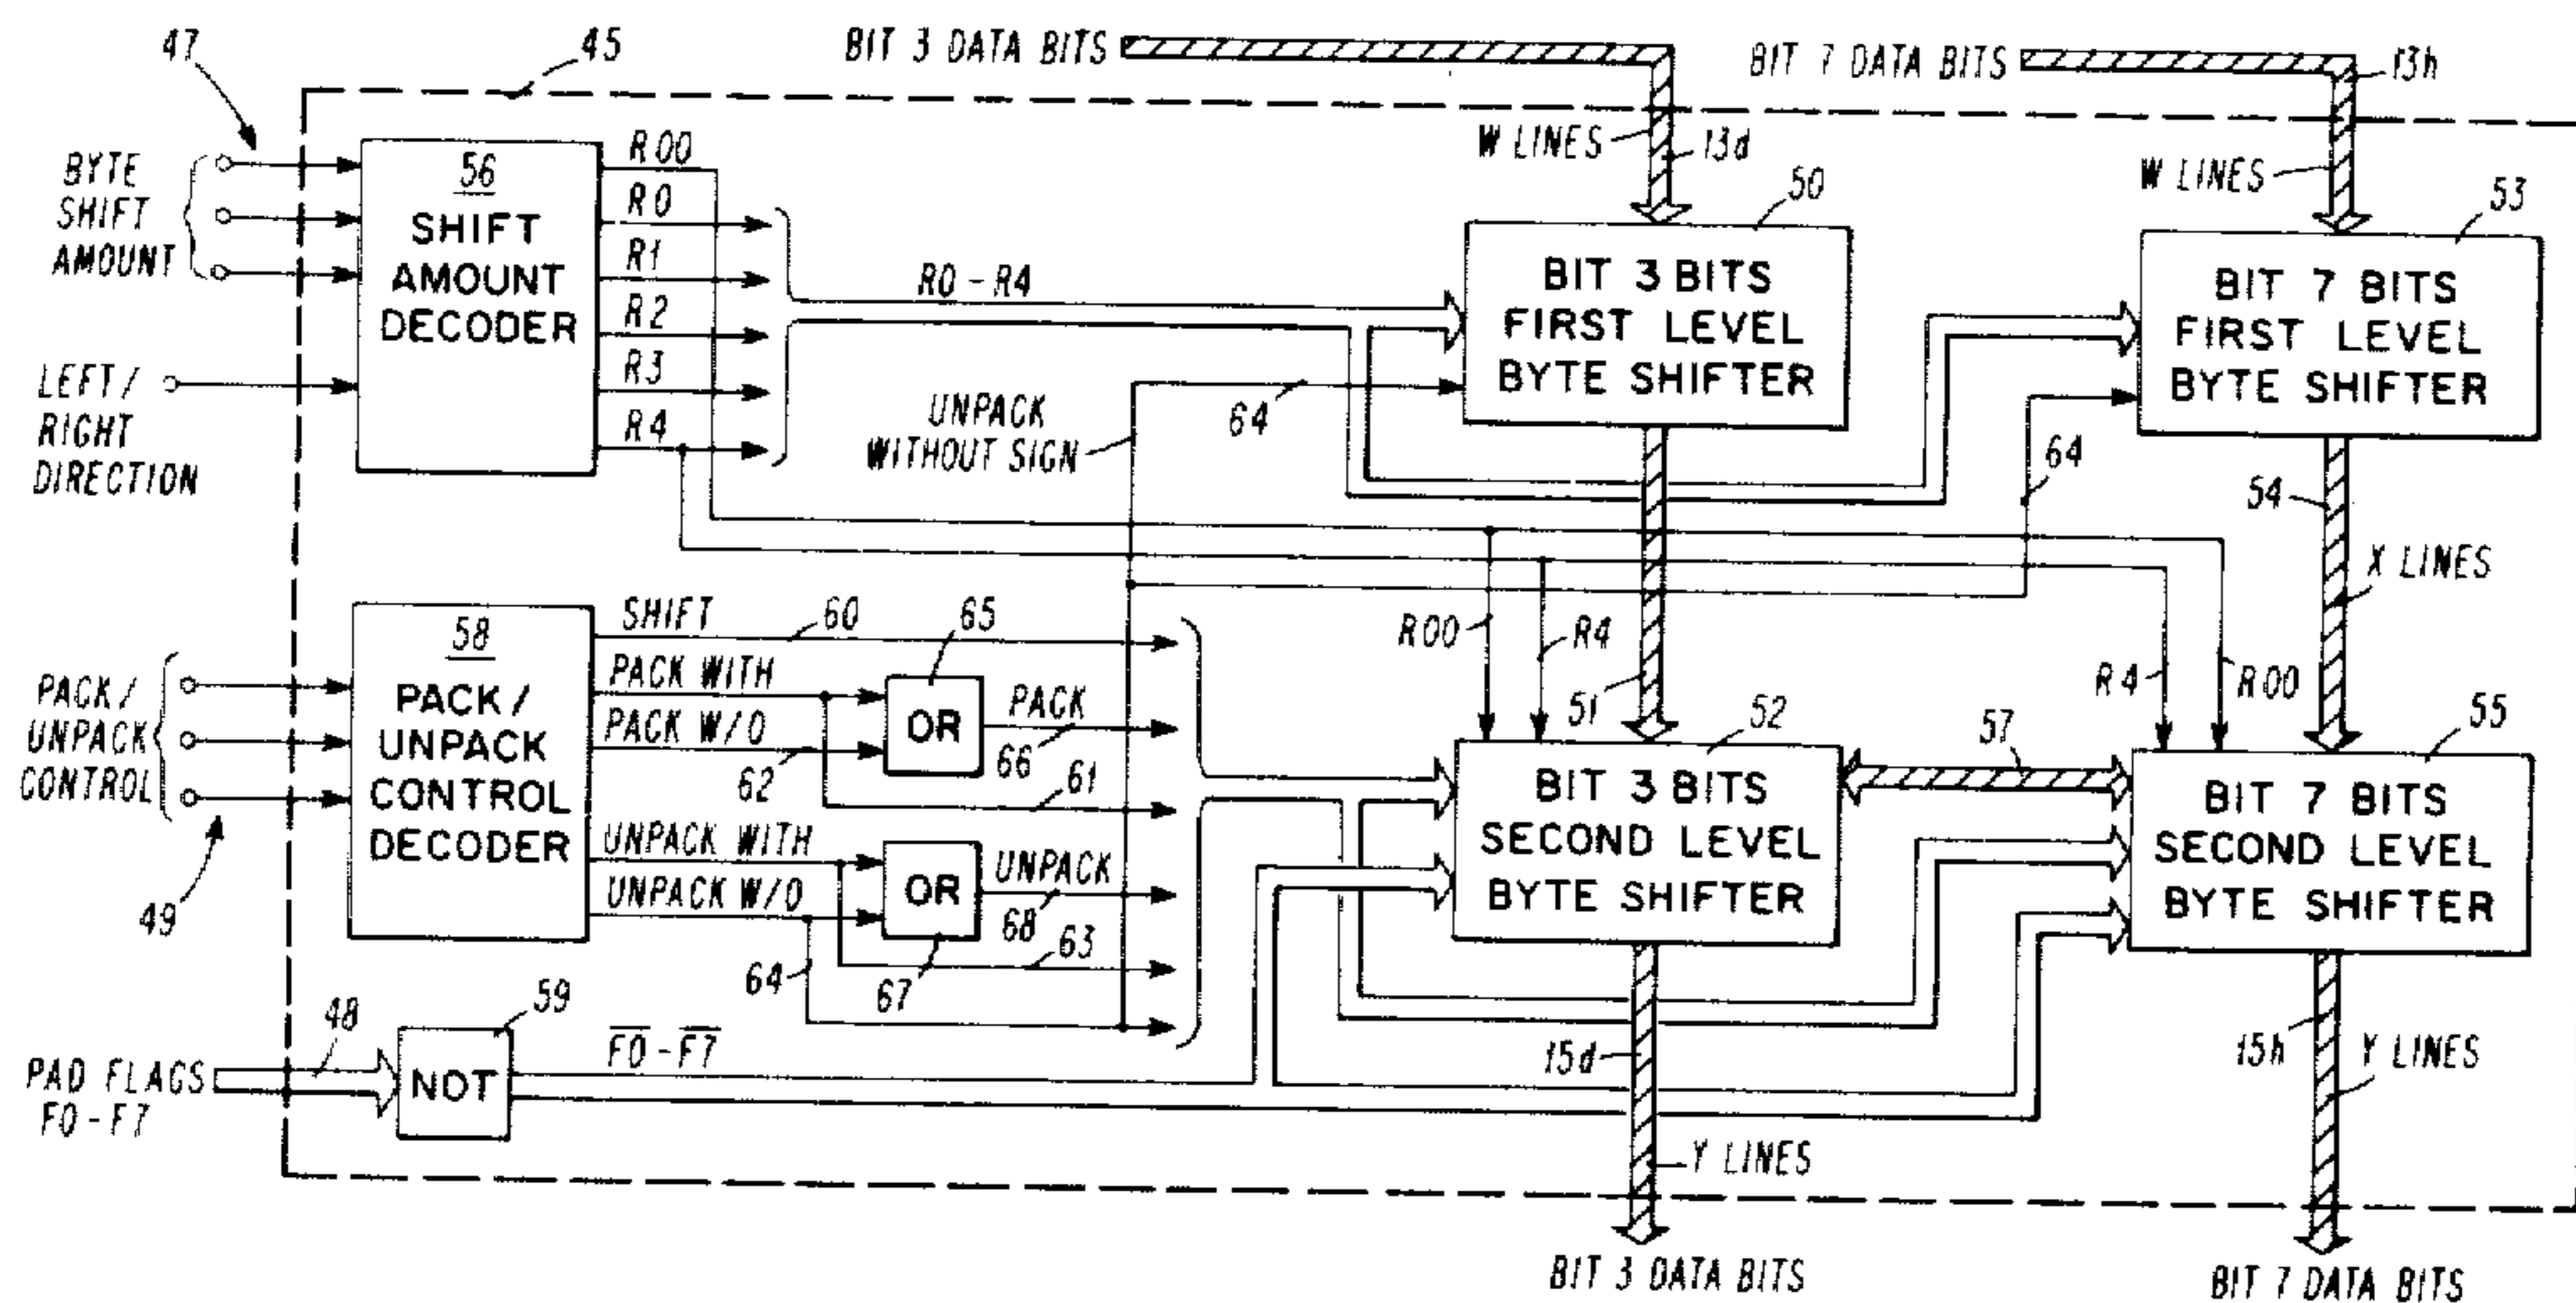 47
45
BIT 3 DATA BITS
BIT 7 DATA BITS
13h
W LINES
13d
W LINES
BYTE
SHIFT
AMOUNT
LEFT/
RIGHT
DIRECTION
56
SHIFT
AMOUNT
DECODER
R00
R0
R1
R2
R3
R4
R0-R4
50
BIT 3 BITS
FIRST LEVEL
BYTE SHIFTER
53
BIT 7 BITS
FIRST LEVEL
BYTE SHIFTER
UNPACK
WITHOUT SIGN
64
64
54
X LINES
R00
R4
51
R4
R00
PACK/
UNPACK
CONTROL
49
58
PACK/
UNPACK
CONTROL
DECODER
SHIFT
60
PACK WITH
PACK W/O
62
65
OR
PACK
66
61
UNPACK WITH
UNPACK W/O
64
OR
67
UNPACK
68
63
52
BIT 3 BITS
SECOND LEVEL
BYTE SHIFTER
57
55
BIT 7 BITS
SECOND LEVEL
BYTE SHIFTER
PAD FLAGS
F0-F7
48
59
NOT
F̅0̅-F̅7̅
15d
Y LINES
15h
Y LINES
BIT 3 DATA BITS
BIT 7 DATA BITS